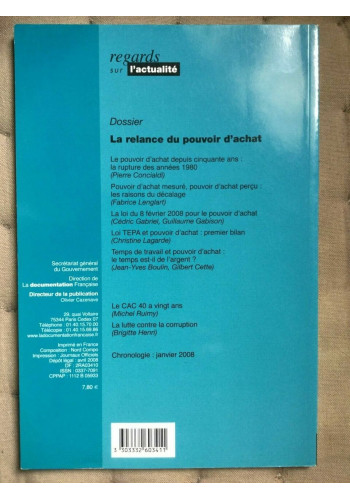 regards
sur l'actualité
Dossier
La relance du pouvoir d'achat
Le pouvoir d'achat depuis cinquante ans :
la rupture des années 1980
(Pierre Concialdi)
Pouvoir d'achat mesuré, pouvoir d'achat perçu :
les raisons du décalage
(Fabrice Lenglart)
La loi du 8 février 2008 pour le pouvoir d'achat
(Cédric Gabriel, Guillaume Gabison)
Loi TEPA et pouvoir d'achat : premier bilan
(Christine Lagarde)
Temps de travail et pouvoir d'achat :
le temps est-il de l'argent ?
(Jean-Yves Boulin, Gilbert Cette)
Le CAC 40 a vingt ans
(Michel Ruimy)
La lutte contre la corruption
(Brigitte Henri)
Chronologie : janvier 2008
Secrétariat général
du Gouvernement
Direction de
La documentation Française
Directeur de la publication
Olivier Cazenave
29, quai Voltaire
75344 Paris Cedex 07
Téléphone : 01 40 15 70 00
Télécopie : 01 40 15
www.ladocumentationfrancaise.fr
Imprimé en France
Composition : Nord Compo
Impression : Journaux Officiels
Dépôt légal : avril 2008
DF : 2RA03410
ISSN : 0337-7091
CPPAP : 1112 B
7,80 €
3 303332 603411